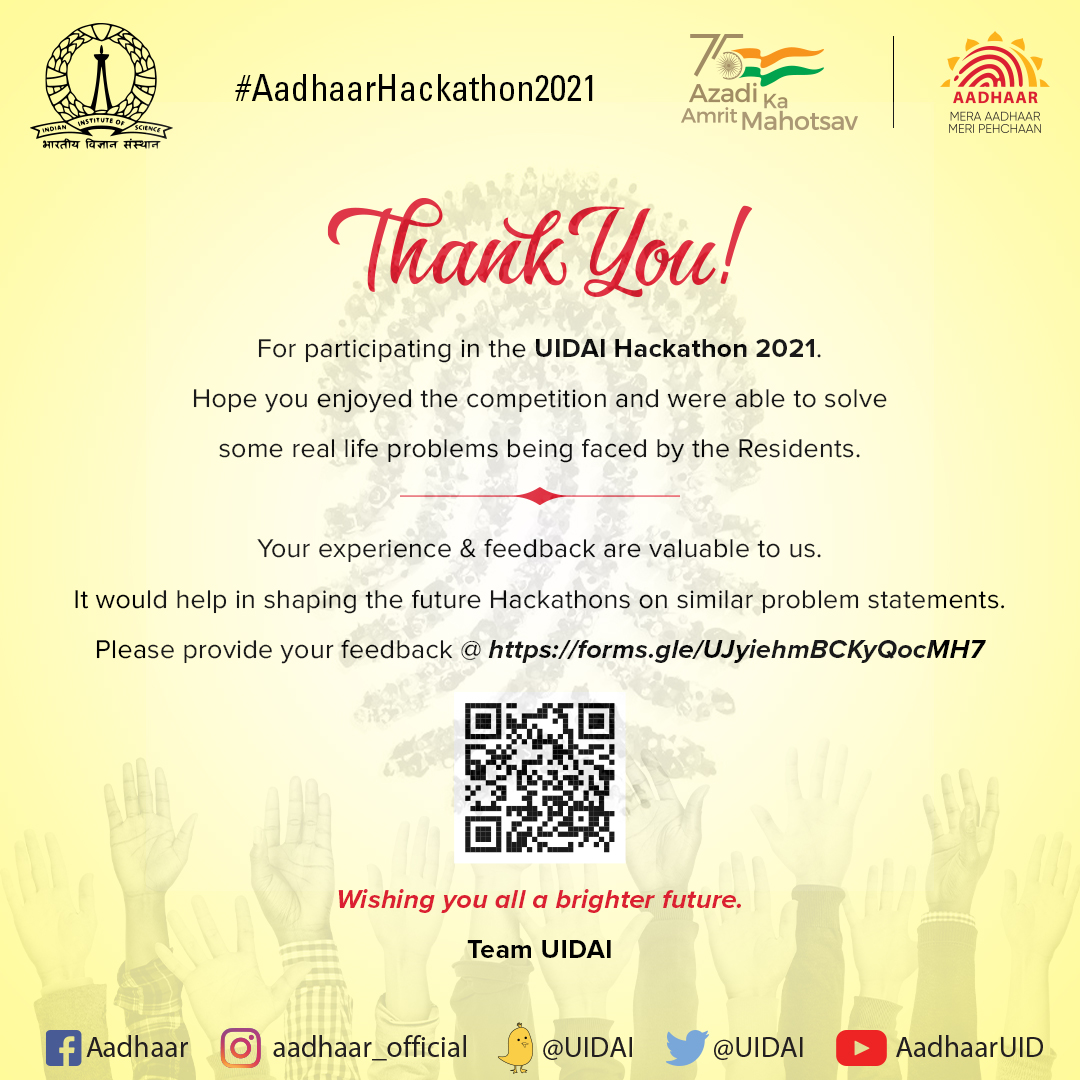 INDIAN INSTITUTE OF SCIENCE
भारतीय विज्ञान संस्थान
#AadhaarHackathon2021
75
Azadi Ka
Amrit Mahotsav
AADHAAR
MERA AADHAAR
MERI PEHCHAAN
Thank You!
For participating in the UIDAI Hackathon 2021.
Hope you enjoyed the competition and were able to solve
some real life problems being faced by the Residents.
Your experience & feedback are valuable to us.
It would help in shaping the future Hackathons on similar problem statements.
Please provide your feedback @ https://forms.gle/UJyiehmBCKyQocMH7
Wishing you all a brighter future.
Team UIDAI
Aadhaar aadhaar_official @UIDAI @UIDAI AadhaarUID